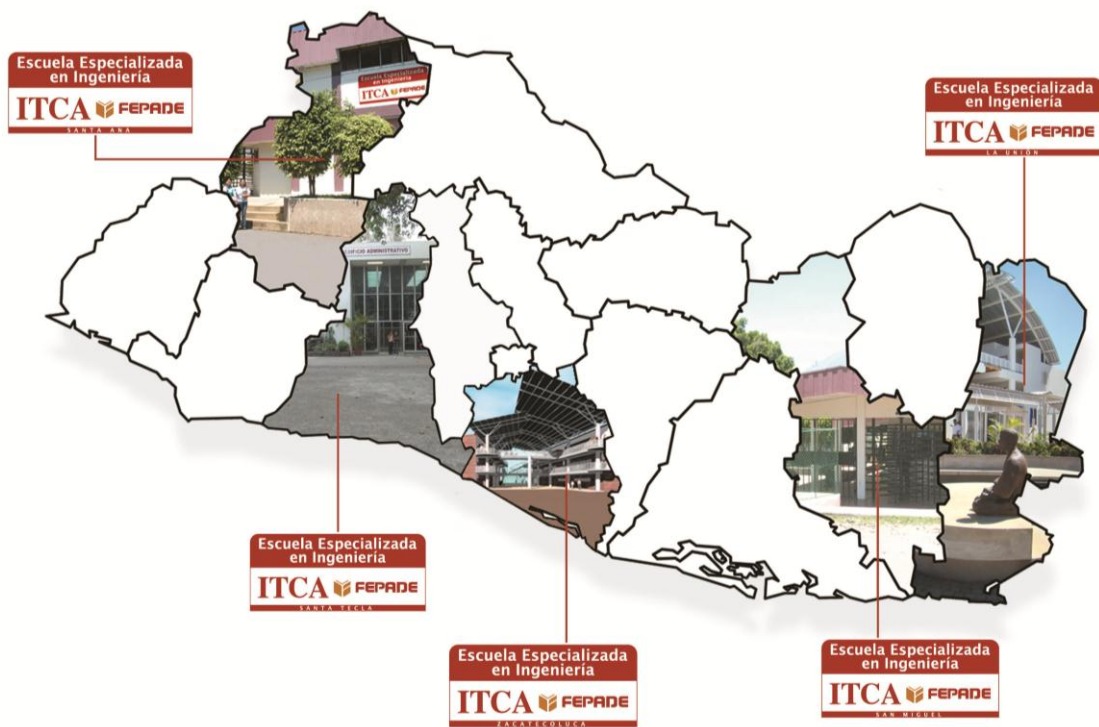 Escuela Especializada
en Ingeniería
ITCA FEPADE
SANTA ANA
Escuela Especializada
en Ingeniería
ITCA FEPADE
Escuela Especializada
en Ingeniería
ITCA FEPADE
LA UNIÓN
EDIFICIO ADMINISTRATIVO
Escuela Especializada
en Ingeniería
ITCA FEPADE
SANTA TECLA
Escuela Especializada
en Ingeniería
ITCA FEPADE
ZACATECOLUCA
Escuela Especializada
en Ingeniería
ITCA FEPADE
SAN MIGUEL